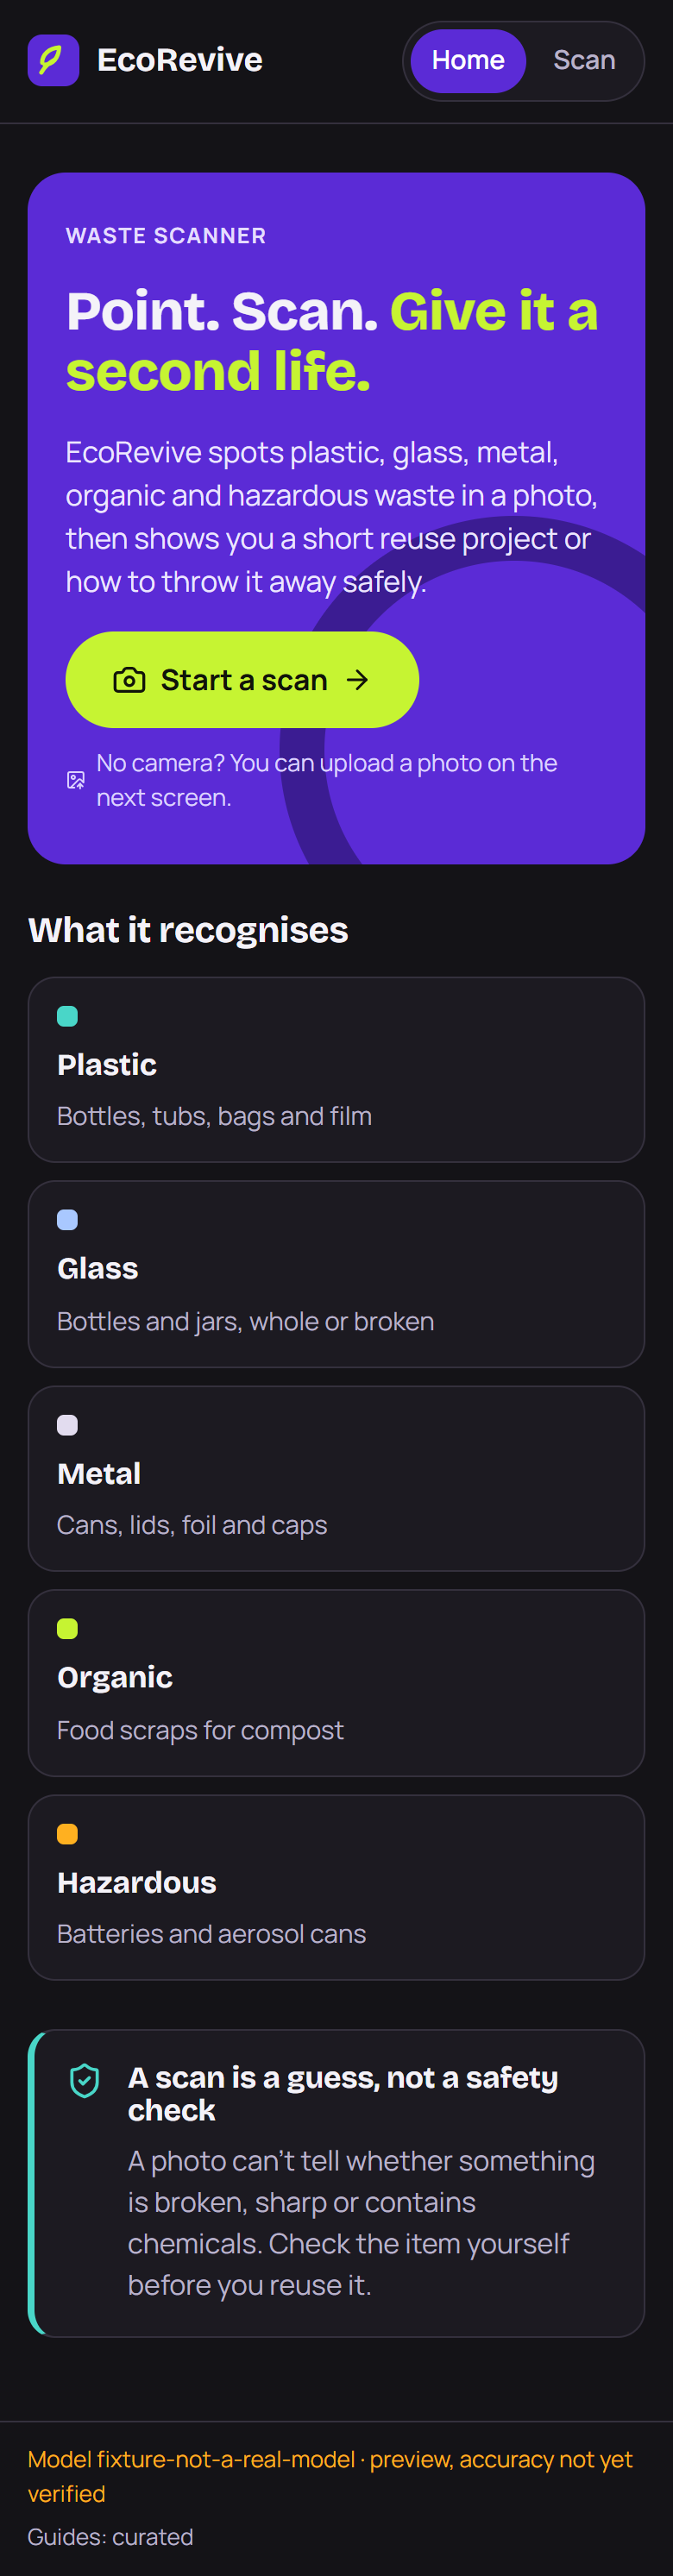 EcoRevive
Home
Scan
WASTE SCANNER
Point. Scan. Give it a
second life.
EcoRevive spots plastic, glass, metal,
organic and hazardous waste in a photo,
then shows you a short reuse project or
how to throw it away safely.
Start a scan
No camera? You can upload a photo on the
next screen.
What it recognises
Plastic
Bottles, tubs, bags and film
Glass
Bottles and jars, whole or broken
Metal
Cans, lids, foil and caps
Organic
Food scraps for compost
Hazardous
Batteries and aerosol cans
A scan is a guess, not a safety
check
A photo can’t tell whether something
is broken, sharp or contains
chemicals. Check the item yourself
before you reuse it.
Model fixture-not-a-real-model · preview, accuracy not yet
verified
Guides: curated